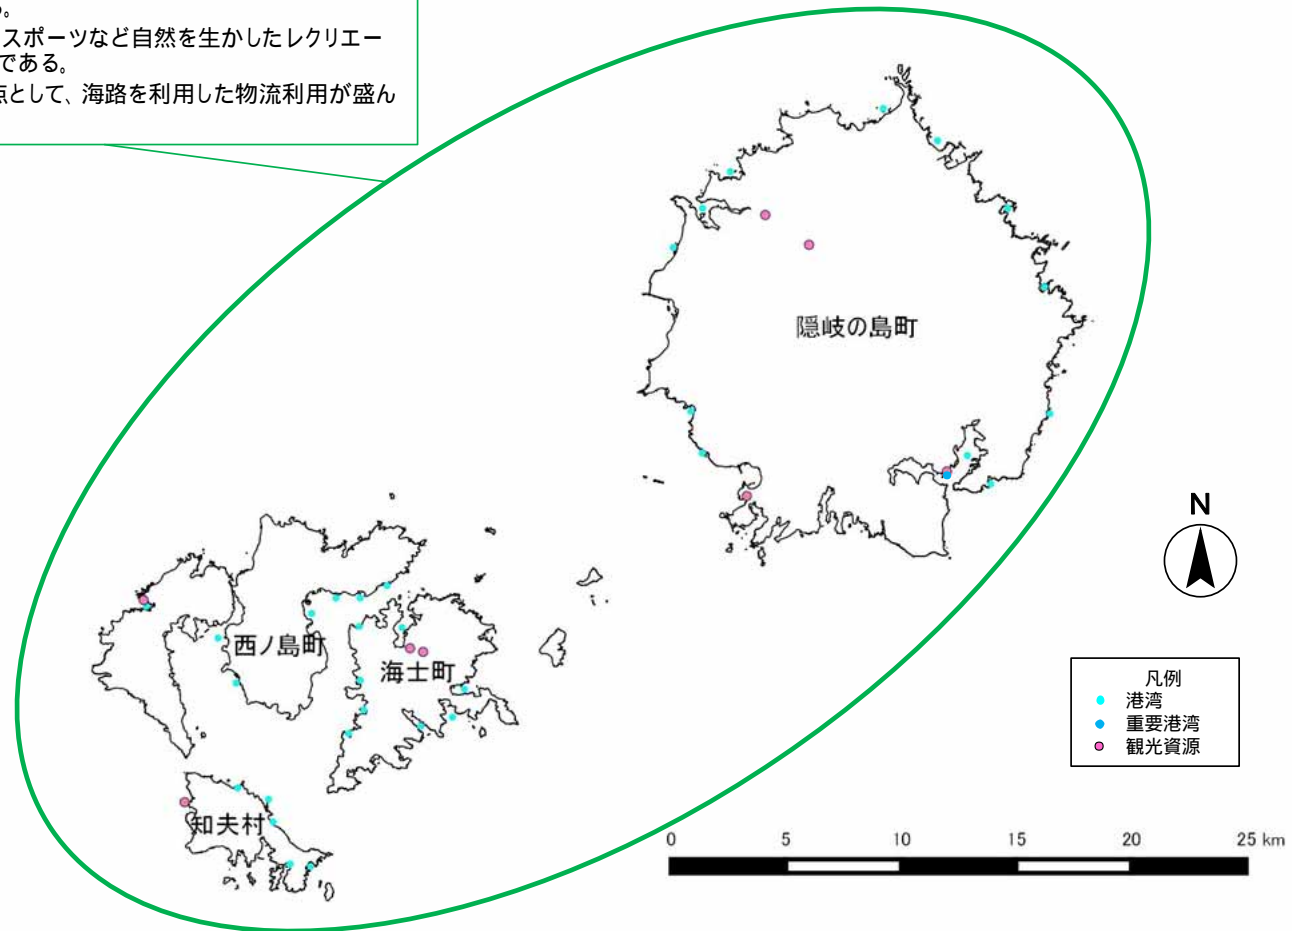 スポーツなど自然を生かしたレクリエー
である。
点として、海路を利用した物流利用が盛ん
隠岐の島町
西ノ島町
海士町
知夫村
N
凡例
港湾
重要港湾
観光資源
0 5 10 15 20 25 km